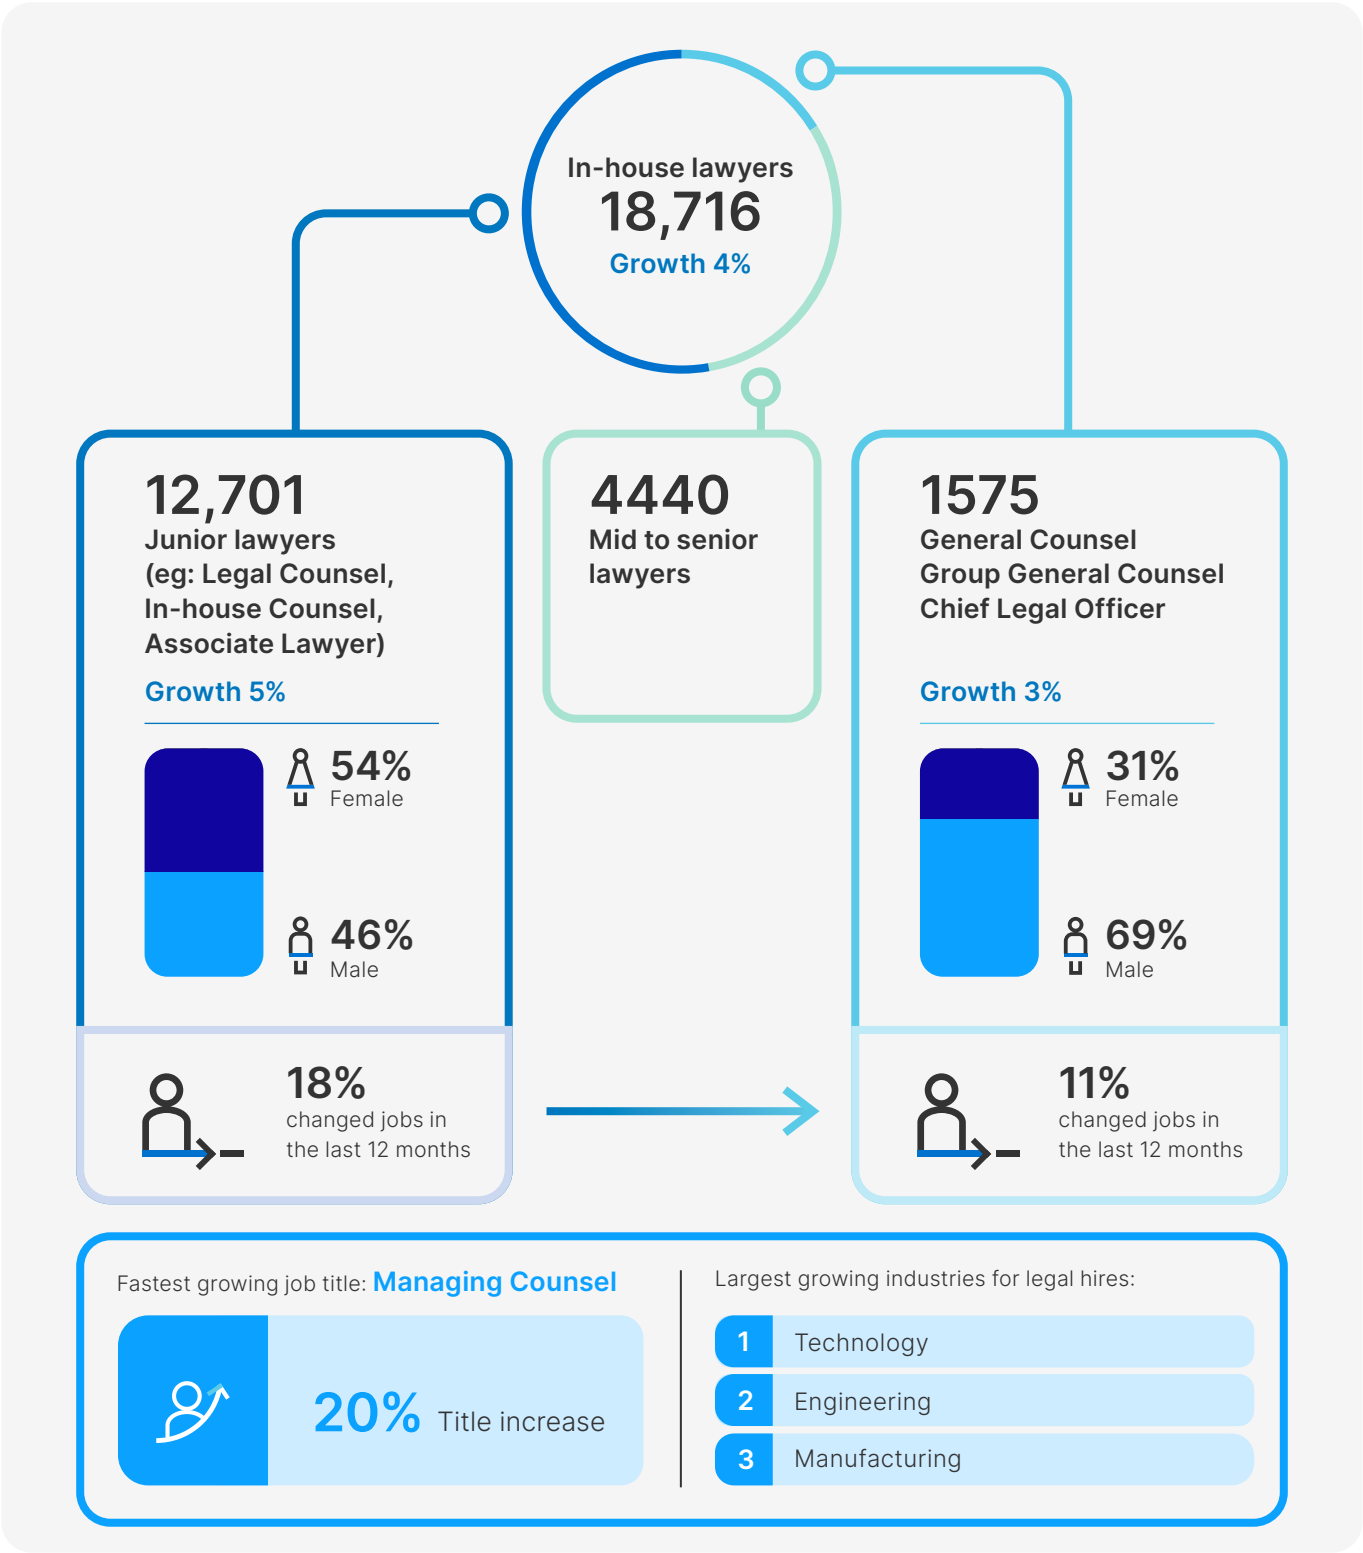 In-house lawyers
18,716
Growth 4%
12,701
Junior lawyers
(eg: Legal Counsel,
In-house Counsel,
Associate Lawyer)
Growth 5%
54%
Female
46%
Male
18%
changed jobs in
the last 12 months
4440
Mid to senior
lawyers
1575
General Counsel
Group General Counsel
Chief Legal Officer
Growth 3%
31%
Female
69%
Male
11%
changed jobs in
the last 12 months
Fastest growing job title: Managing Counsel
20% Title increase
Largest growing industries for legal hires:
1 Technology
2 Engineering
3 Manufacturing